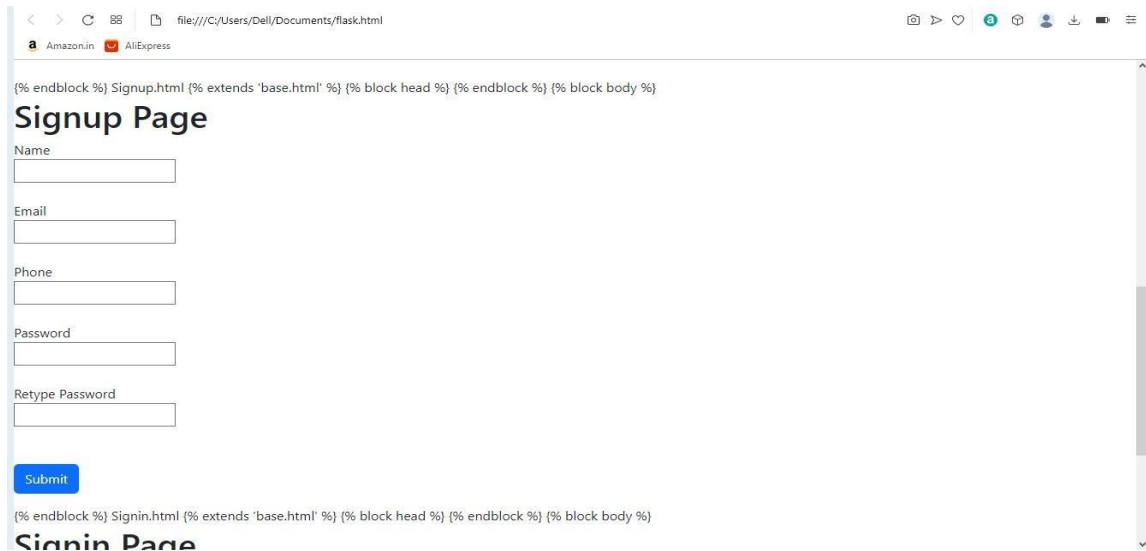 file:///C:/Users/Dell/Documents/flask.html
a Amazon.in AliExpress
{% endblock %} Signup.html {% extends 'base.html' %} {% block head %} {% endblock %} {% block body %}
Signup Page
Name
Email
Phone
Password
Retype Password
Submit
{% endblock %} Signin.html {% extends 'base.html' %} {% block head %} {% endblock %} {% block body %}
Signin Page